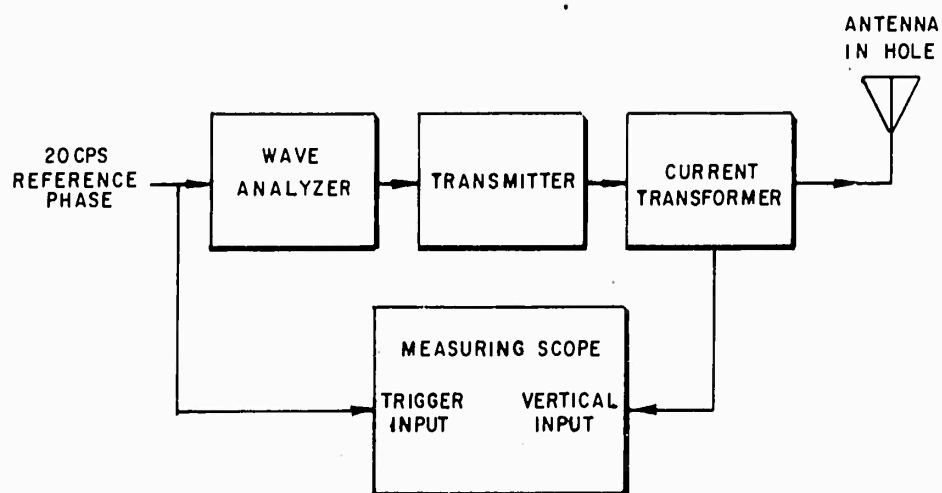 ANTENNA
IN HOLE
20 CPS
REFERENCE
PHASE
WAVE
ANALYZER
TRANSMITTER
CURRENT
TRANSFORMER
MEASURING SCOPE
TRIGGER
INPUT
VERTICAL
INPUT